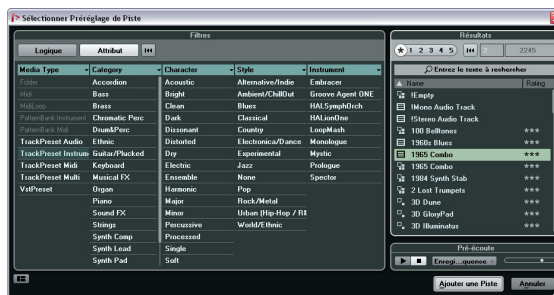 Sélectionner Préréglage de Piste
Filtres
Logique Attribut
Media Type Category Character Style Instrument
Folder Accordion Acoustic Alternative/Indie Embracer
Midi Bass Bright Ambient/ChillOut Groove Agent ONE
MidiLoop Brass Clean Blues HALSymphOrch
PatternBank Instrument Chromatic Perc Dark Classical HALionOne
PatternBank Midi Drum&Perc Dissonant Country LoopMash
TrackPreset Audio Ethnic Distorted Electronica/Dance Monologue
TrackPreset Instrum Guitar/Plucked Dry Experimental Mystic
TrackPreset Midi Keyboard Electric Jazz Prologue
TrackPreset Multi Musical FX Ensemble None Spector
VstPreset Organ Harmonic Pop
Piano Major Rock/Metal
Sound FX Minor Urban (Hip-Hop / R&
Strings Percussive World/Ethnic
Synth Comp Processed
Synth Lead Single
Synth Pad Soft
Résultats
1 2 3 4 5 2245
Entrez le texte à rechercher
Name Rating
!Empty
!Mono Audio Track
!Stereo Audio Track
100 Belltones ***
1960s Blues ***
1965 Combo ***
1965 Combo ***
1984 Synth Stab ***
2 Lost Trumpets ***
3D Dune ***
3D GloryPad ***
3D Illuminatus ***
Pré-écoute
Enregi...quence
Ajouter une Piste Annuler